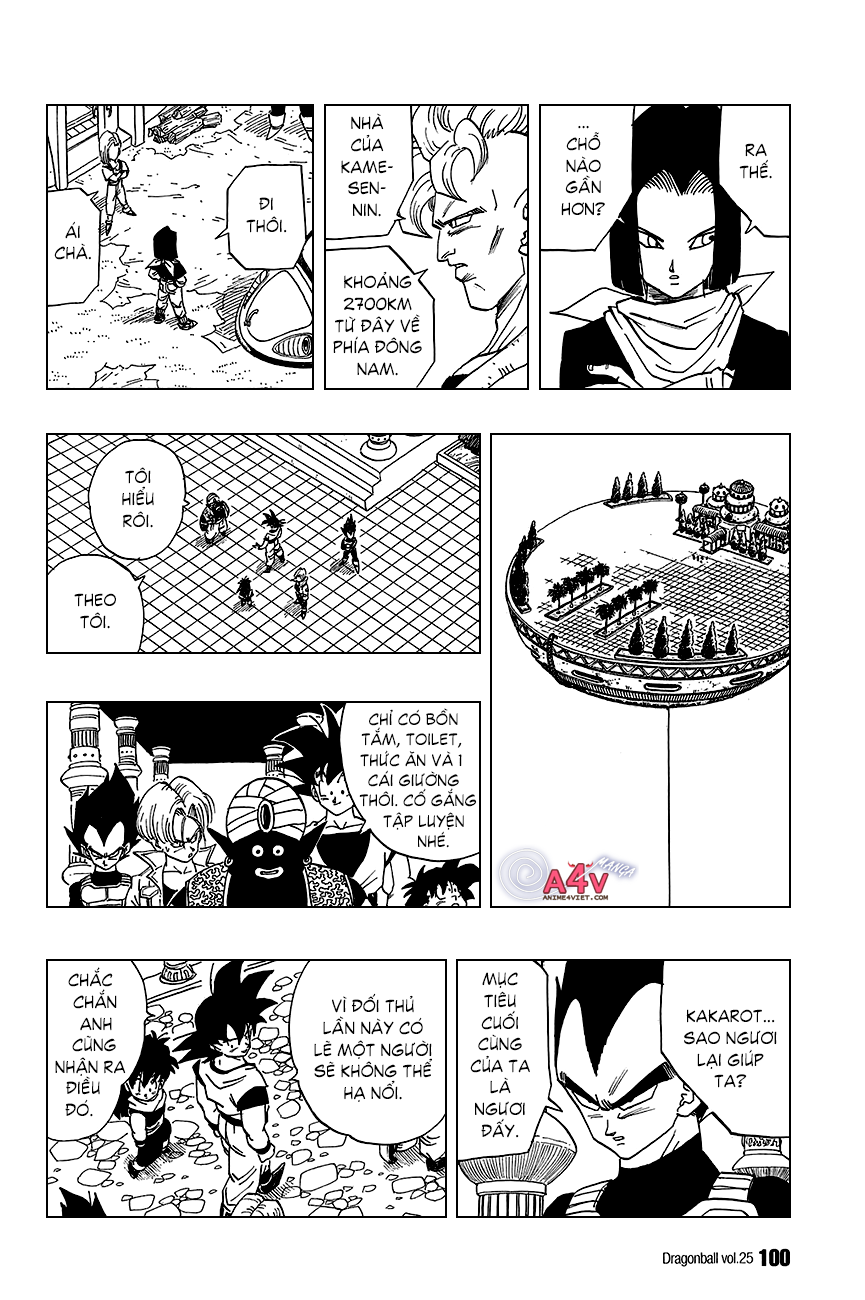 RA
THẾ.
...
CHỖ
NÀO
GẦN
HƠN?
NHÀ
CỦA
KAME-
SEN-
NIN.
KHOẢNG
2700KM
TỪ ĐÂY VỀ
PHÍA ĐÔNG
NAM.
ĐI
THÔI.
ÁI
CHÀ.
TÔI
HIỂU
RÔI.
THEO
TÔI.
CHỈ CÓ BỒN
TẮM, TOILET,
THỨC ĂN VÀ 1
CÁI GIƯỜNG
THÔI. CỐ GẮNG
TẬP LUYỆN
NHÉ.
A4V
MANGA
ANIME4VIET.COM
KAKAROT...
SAO NGƯƠI
LẠI GIÚP
TA?
MỤC
TIÊU
CUỐI
CÙNG
CỦA TA
LÀ
NGƯƠI
ĐẤY.
VÌ ĐỐI THỦ
LẦN NÀY CÓ
LẼ MỘT NGƯỜI
SẼ KHÔNG THỂ
HẠ NỔI.
CHẮC
CHẮN
ANH
CŨNG
NHẬN RA
ĐIỀU
ĐÓ.
Dragonball vol.25 100